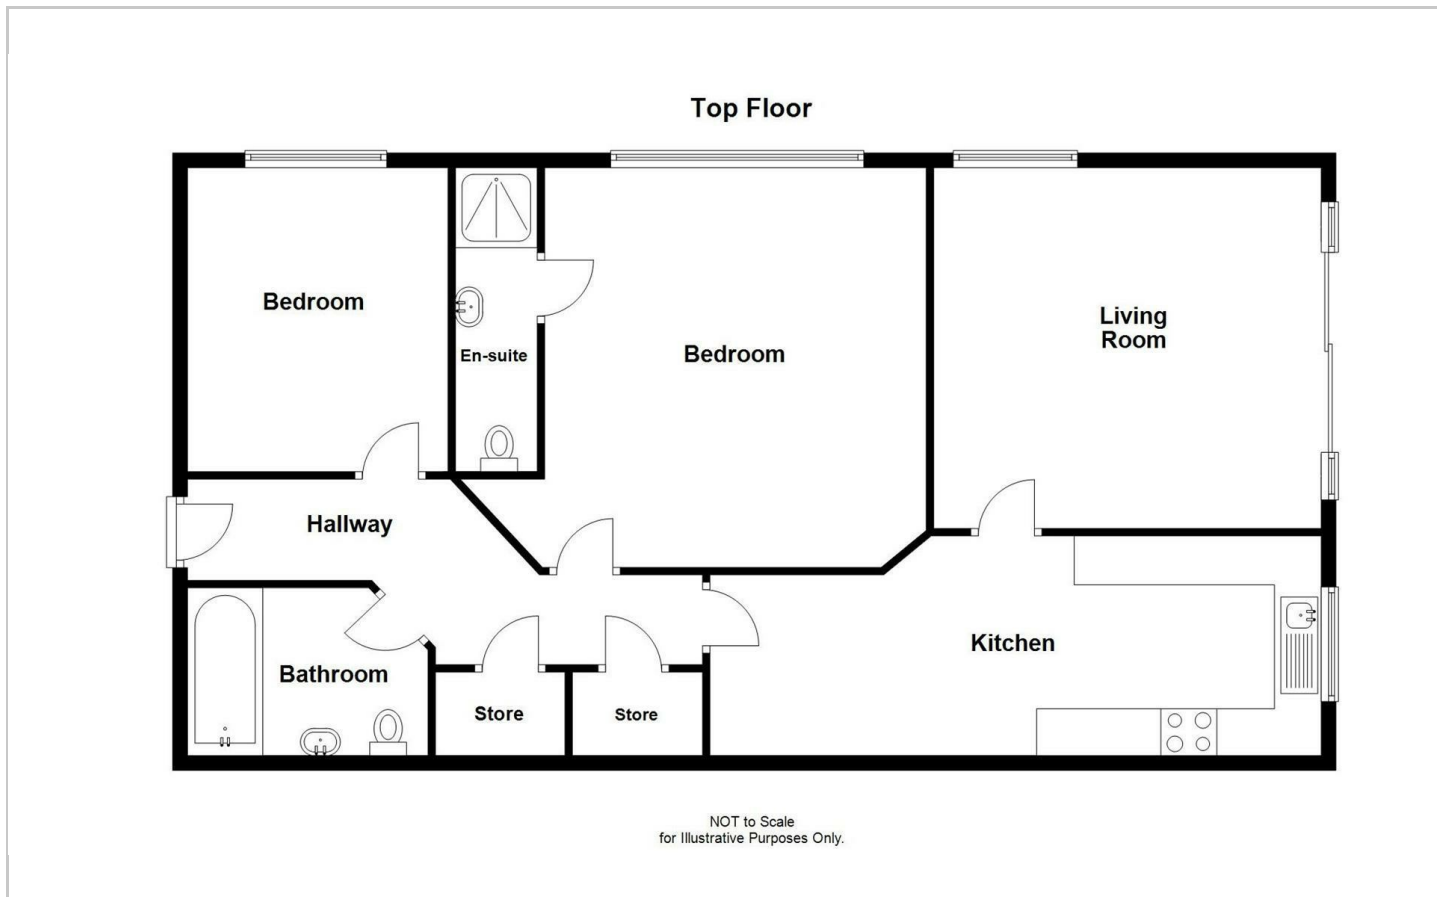 Top Floor
Bedroom
Living
Room
En-suite
Bedroom
Hallway
Kitchen
Bathroom
Store
Store
NOT to Scale
for Illustrative Purposes Only.